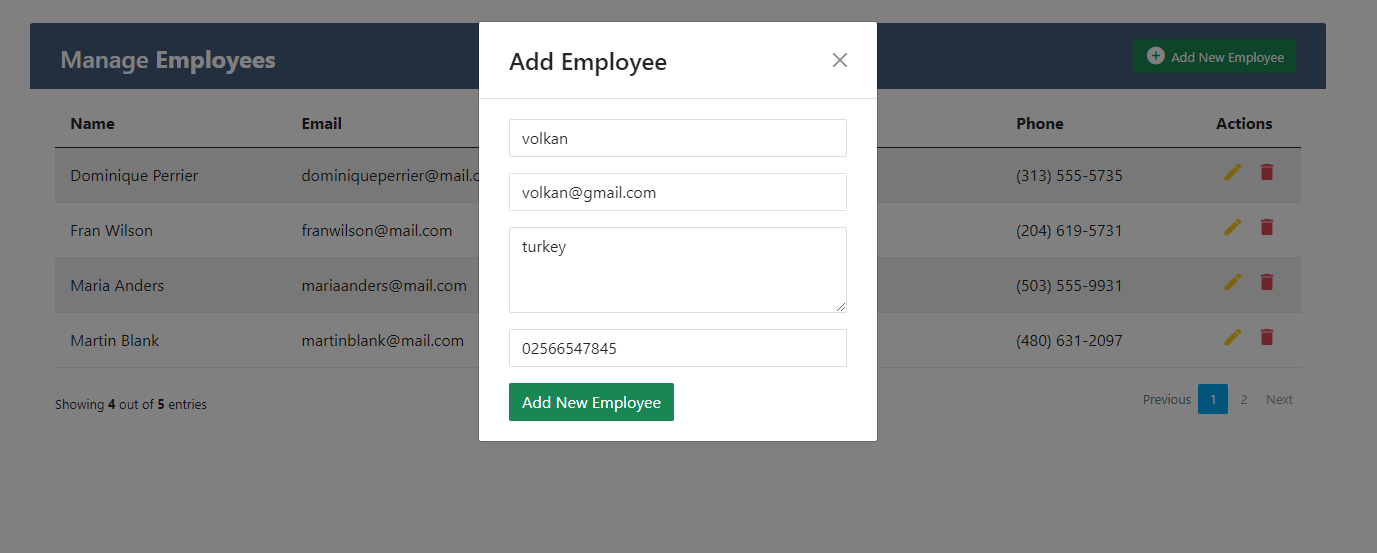 Manage Employees
Add New Employee
Add Employee
volkan
volkan@gmail.com
turkey
02566547845
Add New Employee
Name Email Phone Actions
Dominique Perrier dominiqueperrier@mail.c (313) 555-5735
Fran Wilson franwilson@mail.com (204) 619-5731
Maria Anders mariaanders@mail.com (503) 555-9931
Martin Blank martinblank@mail.com (480) 631-2097
Showing 4 out of 5 entries
Previous 1 2 Next